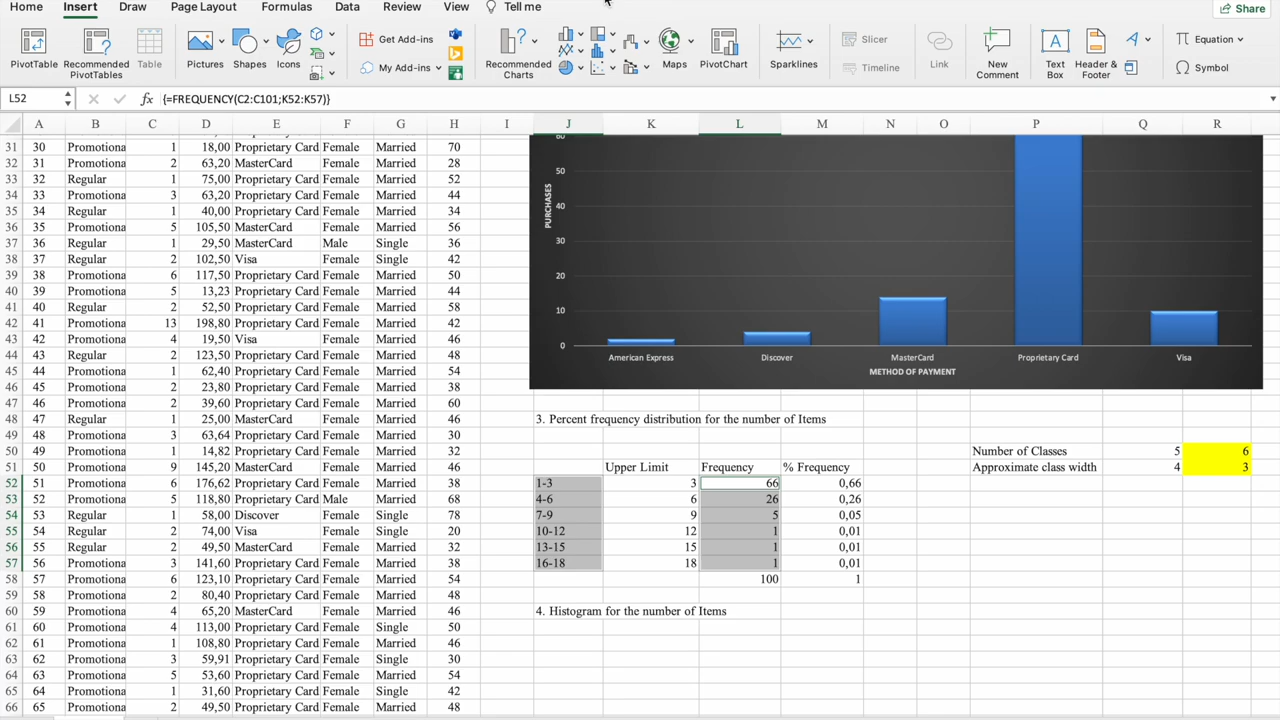 Home Insert Draw Page Layout Formulas Data Review View Tell me Share
PivotTable Recommended PivotTables Table Pictures Shapes Icons Get Add-ins My Add-ins Recommended Charts Maps PivotChart Sparklines Slicer Timeline Link New Comment Text Box Header & Footer Equation Symbol
L52 fx {=FREQUENCY(C2:C101;K52:K57)}
A B C D E F G H I J K L M N O P Q R
31 30 Promotiona 1 18,00 Proprietary Card Female Married 70
32 31 Promotiona 2 63,20 MasterCard Female Married 28
33 32 Regular 1 75,00 Proprietary Card Female Married 52
34 33 Promotiona 3 63,20 Proprietary Card Female Married 44
35 34 Regular 1 40,00 Proprietary Card Female Married 34
36 35 Promotiona 5 105,50 MasterCard Female Married 56
37 36 Regular 1 29,50 MasterCard Male Single 36
38 37 Regular 2 102,50 Visa Female Single 42
39 38 Promotiona 6 117,50 Proprietary Card Female Married 50
40 39 Promotiona 5 13,23 Proprietary Card Female Married 44
41 40 Regular 2 52,50 Proprietary Card Female Married 58
42 41 Promotiona 13 198,80 Proprietary Card Female Married 42
43 42 Promotiona 4 19,50 Visa Female Married 46
44 43 Regular 2 123,50 Proprietary Card Female Married 48
45 44 Promotiona 1 62,40 Proprietary Card Female Married 54
46 45 Promotiona 2 23,80 Proprietary Card Female Married 38
47 46 Promotiona 2 39,60 Proprietary Card Female Married 60
48 47 Regular 1 25,00 MasterCard Female Married 46
49 48 Promotiona 3 63,64 Proprietary Card Female Married 30
50 49 Promotiona 1 14,82 Proprietary Card Female Married 32
51 50 Promotiona 9 145,20 MasterCard Female Married 46
52 51 Promotiona 6 176,62 Proprietary Card Female Married 38
53 52 Promotiona 5 118,80 Proprietary Card Male Married 68
54 53 Regular 1 58,00 Discover Female Single 78
55 54 Regular 2 74,00 Visa Female Single 20
56 55 Regular 2 49,50 MasterCard Female Married 32
57 56 Promotiona 3 141,60 Proprietary Card Female Married 38
58 57 Promotiona 6 123,10 Proprietary Card Female Married 54
59 58 Promotiona 2 80,40 Proprietary Card Female Married 48
60 59 Promotiona 4 65,20 MasterCard Female Married 46
61 60 Promotiona 4 113,00 Proprietary Card Female Single 50
62 61 Promotiona 1 108,80 Proprietary Card Female Married 46
63 62 Promotiona 3 59,91 Proprietary Card Female Single 30
64 63 Promotiona 5 53,60 Proprietary Card Female Married 54
65 64 Promotiona 1 31,60 Proprietary Card Female Single 42
66 65 Promotiona 2 49,50 Proprietary Card Female Married 48
PURCHASES
60
50
40
30
20
10
0
American Express Discover MasterCard Proprietary Card Visa
METHOD OF PAYMENT
3. Percent frequency distribution for the number of Items
Number of Classes 5 6
Approximate class width 4 3
Upper Limit Frequency % Frequency
1-3 3 66 0,66
4-6 6 26 0,26
7-9 9 5 0,05
10-12 12 1 0,01
13-15 15 1 0,01
16-18 18 1 0,01
100 1
4. Histogram for the number of Items